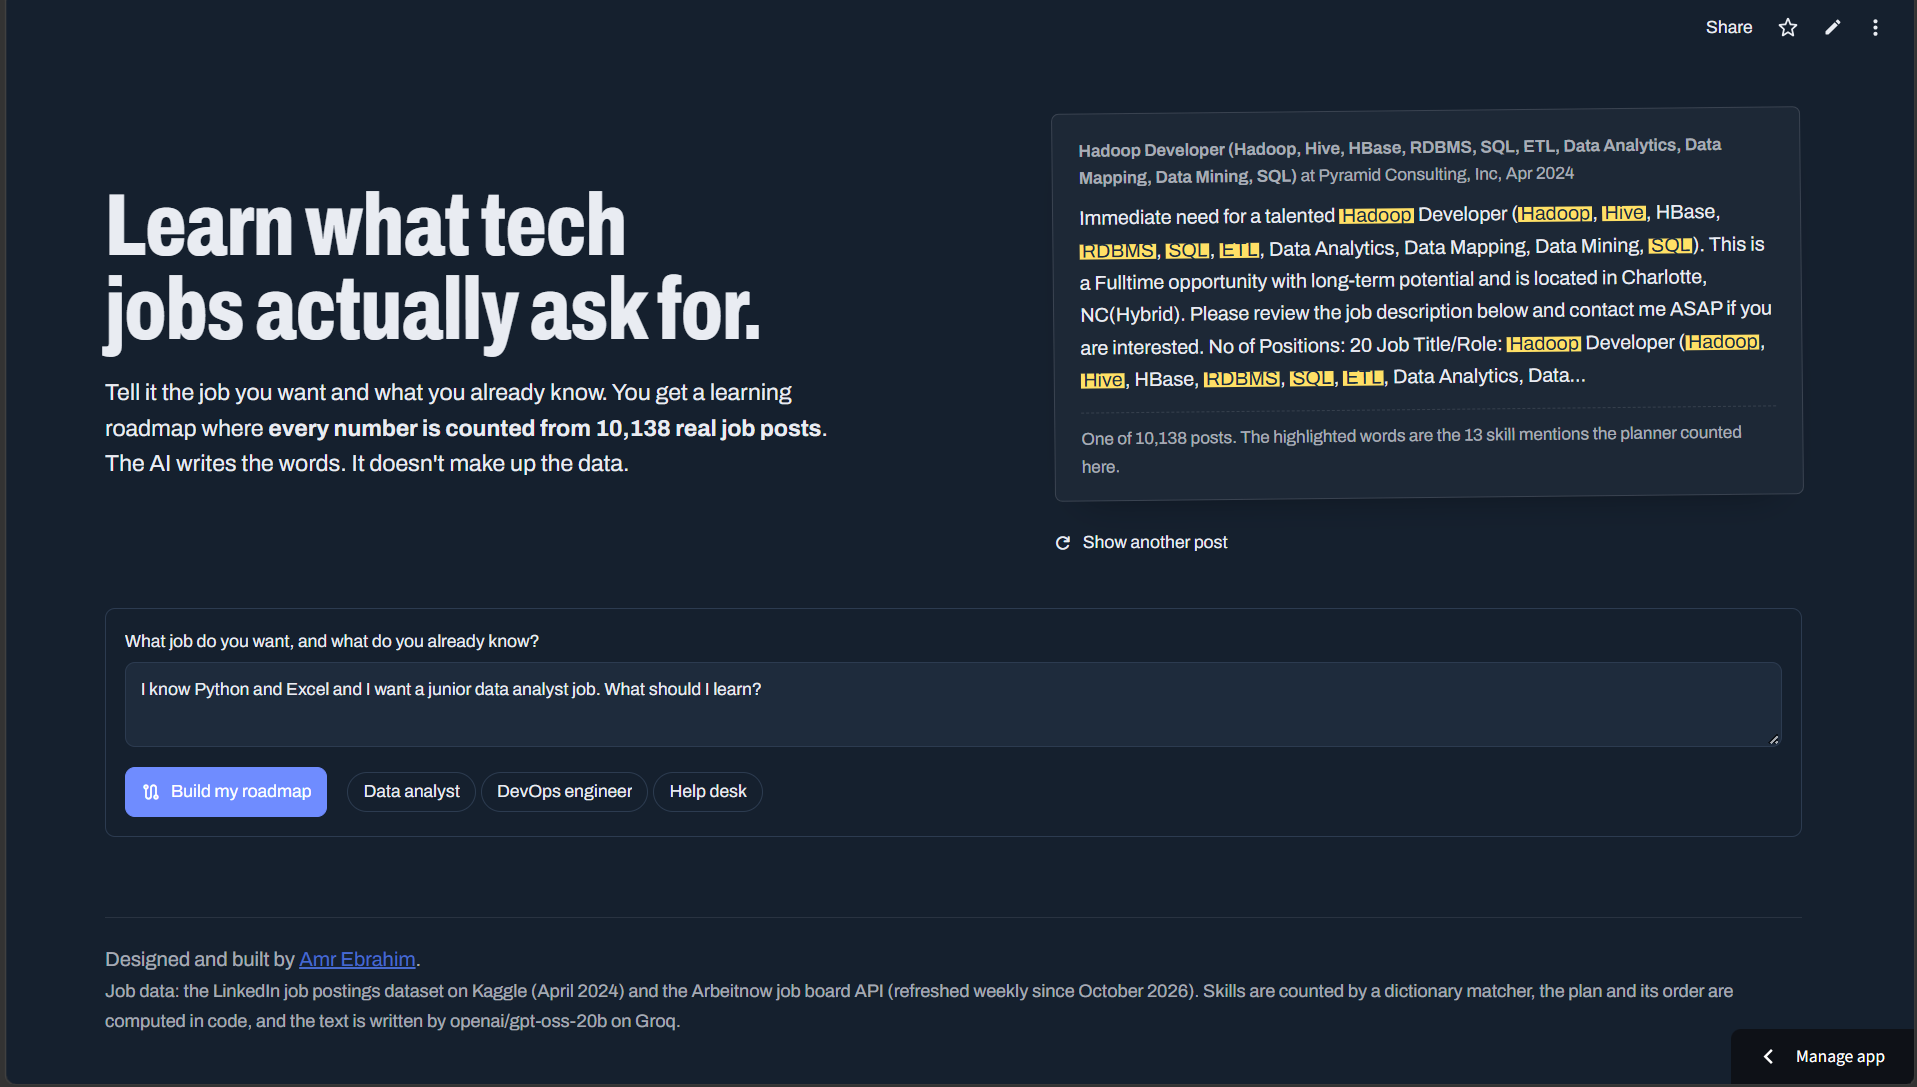 Share
Learn what tech
jobs actually ask for.
Tell it the job you want and what you already know. You get a learning
roadmap where every number is counted from 10,138 real job posts.
The AI writes the words. It doesn't make up the data.
Hadoop Developer (Hadoop, Hive, HBase, RDBMS, SQL, ETL, Data Analytics, Data
Mapping, Data Mining, SQL) at Pyramid Consulting, Inc, Apr 2024
Immediate need for a talented Hadoop Developer (Hadoop, Hive, HBase,
RDBMS, SQL, ETL, Data Analytics, Data Mapping, Data Mining, SQL). This is
a Fulltime opportunity with long-term potential and is located in Charlotte,
NC(Hybrid). Please review the job description below and contact me ASAP if you
are interested. No of Positions: 20 Job Title/Role: Hadoop Developer (Hadoop,
Hive, HBase, RDBMS, SQL, ETL, Data Analytics, Data...
One of 10,138 posts. The highlighted words are the 13 skill mentions the planner counted
here.
Show another post
What job do you want, and what do you already know?
I know Python and Excel and I want a junior data analyst job. What should I learn?
Build my roadmap
Data analyst
DevOps engineer
Help desk
Designed and built by Amr Ebrahim.
Job data: the LinkedIn job postings dataset on Kaggle (April 2024) and the Arbeitnow job board API (refreshed weekly since October 2026). Skills are counted by a dictionary matcher, the plan and its order are
computed in code, and the text is written by openai/gpt-oss-20b on Groq.
Manage app